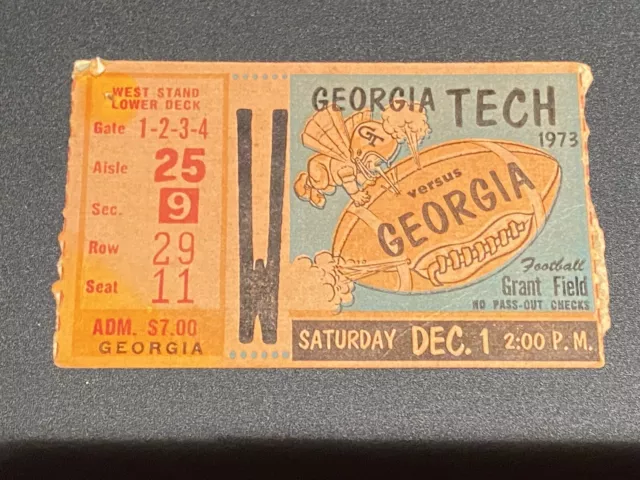 WEST STAND
LOWER DECK
Gate 1-2-3-4
Aisle 25
Sec. 9
Row 29
Seat 11
ADM. $7.00
GEORGIA
W
GEORGIA TECH
1973
GT
versus
GEORGIA
Football
Grant Field
NO PASS-OUT CHECKS
SATURDAY DEC. 1 2:00 P.M.